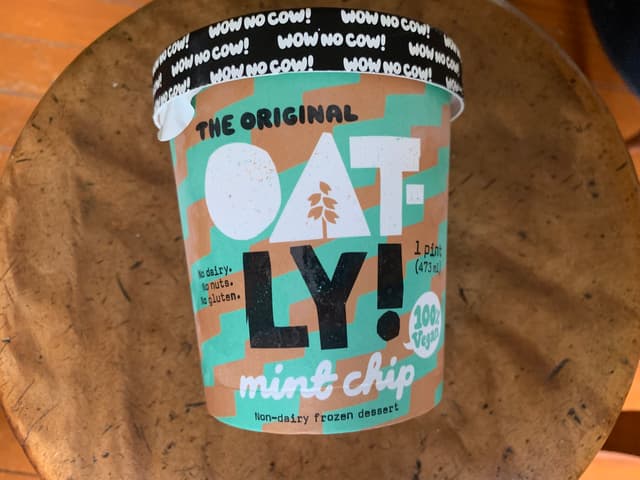 WOW NO COW! WOW NO COW! WOW NO COW!
WOW NO COW! WOW NO COW! WOW NO COW!
WOW NO COW! WOW NO COW!
THE ORIGINAL
OAT-
LY!
1 pint
(473 ml)
No dairy.
No nuts.
No gluten.
100%
Vegan
mint chip
Non-dairy frozen dessert